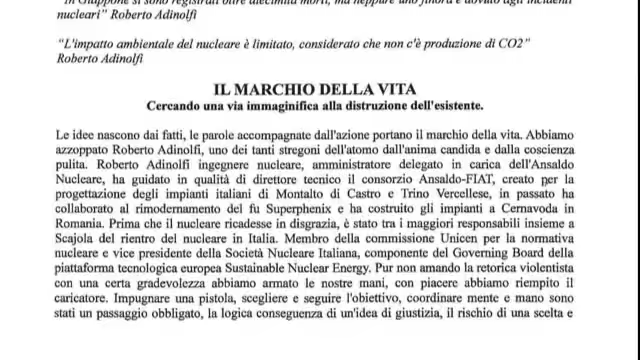 "In Giappone si sono registrati oltre diecimila morti, ma neppure uno finora è dovuto agli incidenti
nucleari" Roberto Adinolfi
"L'impatto ambientale del nucleare è limitato, considerato che non c'è produzione di CO2"
Roberto Adinolfi
IL MARCHIO DELLA VITA
Cercando una via immaginifica alla distruzione dell'esistente.
Le idee nascono dai fatti, le parole accompagnate dall'azione portano il marchio della vita. Abbiamo
azzoppato Roberto Adinolfi, uno dei tanti stregoni dell'atomo dall'anima candida e dalla coscienza
pulita. Roberto Adinolfi ingegnere nucleare, amministratore delegato in carica dell'Ansaldo
Nucleare, ha guidato in qualità di direttore tecnico il consorzio Ansaldo-FIAT, creato per la
progettazione degli impianti italiani di Montalto di Castro e Trino Vercellese, in passato ha
collaborato al rimodernamento del fu Superphenix e ha costruito gli impianti a Cernavoda in
Romania. Prima che il nucleare ricadesse in disgrazia, è stato tra i maggiori responsabili insieme a
Scajola del rientro del nucleare in Italia. Membro della commissione Unicen per la normativa
nucleare e vice presidente della Società Nucleare Italiana, componente del Governing Board della
piattaforma tecnologica europea Sustainable Nuclear Energy. Pur non amando la retorica violentista
con una certa gradevolezza abbiamo armato le nostre mani, con piacere abbiamo riempito il
caricatore. Impugnare una pistola, scegliere e seguire l'obiettivo, coordinare mente e mano sono
stati un passaggio obbligato, la logica conseguenza di un'idea di giustizia, il rischio di una scelta e